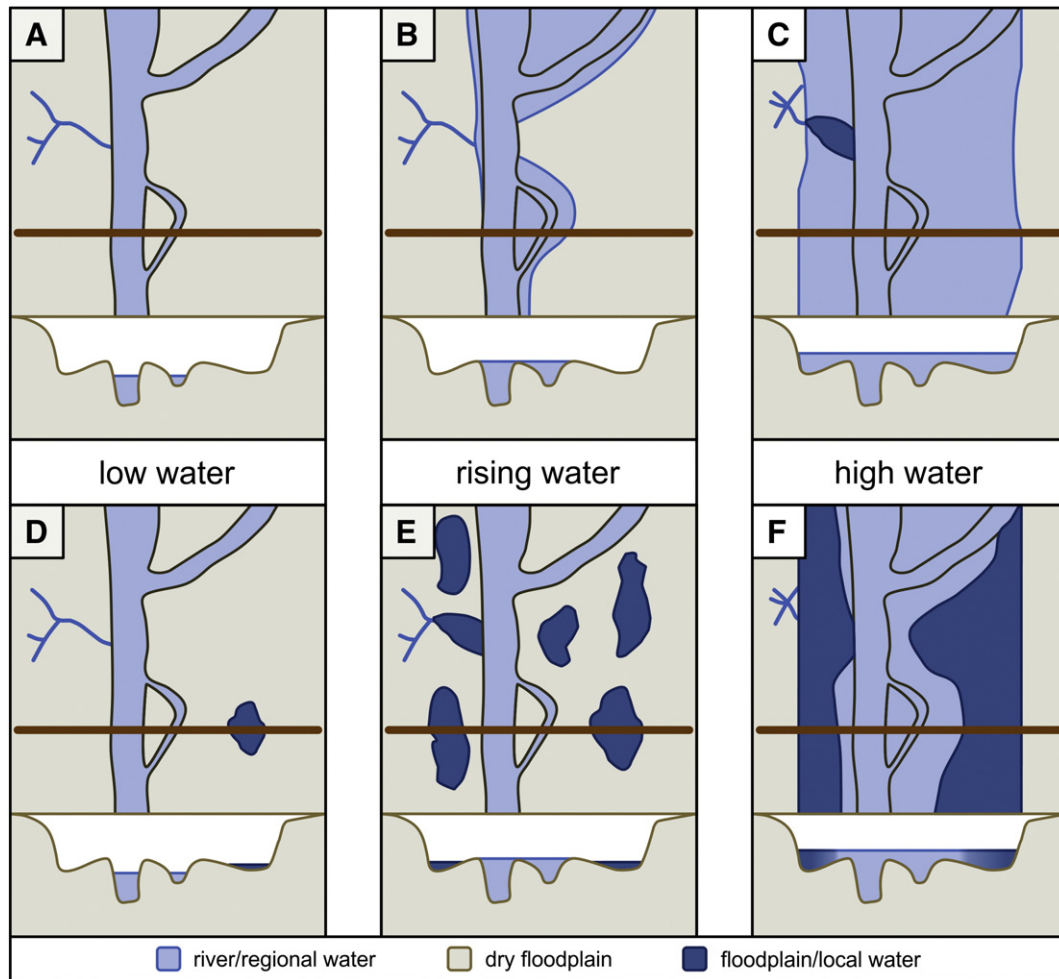 A
B
C
low water
rising water
high water
D
E
F
river/regional water
dry floodplain
floodplain/local water